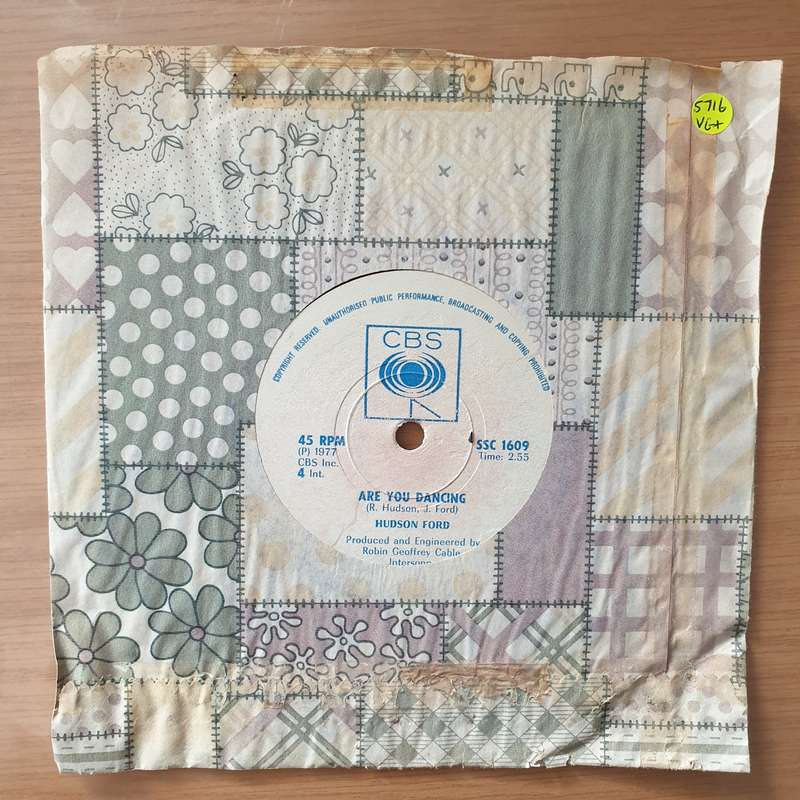 5716
VG+
COPYRIGHT RESERVED. UNAUTHORISED PUBLIC PERFORMANCE, BROADCASTING AND COPYING PROHIBITED
CBS
45 RPM
(P) 1977
CBS Inc.
4 Int.
SSC 1609
Time: 2.55
ARE YOU DANCING
(R. Hudson, J. Ford)
HUDSON FORD
Produced and Engineered by
Robin Geoffrey Cable
Intersong